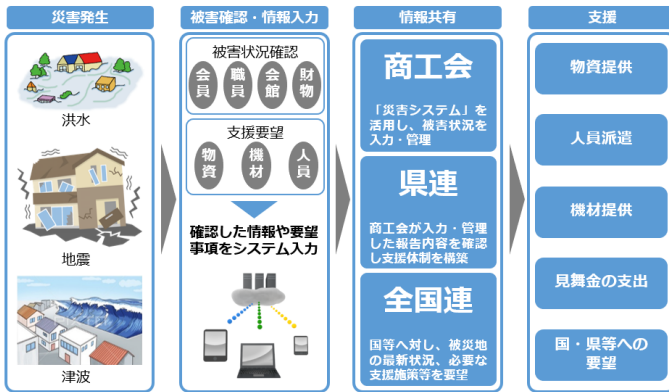 災害発生
洪水
地震
津波
被害確認・情報入力
被害状況確認
会員
職員
会館
財物
支援要望
物資
機材
人員
確認した情報や要望
事項をシステム入力
情報共有
商工会
「災害システム」を
活用し、被害状況を
入力・管理
県連
商工会が入力・管理
した報告内容を確認
し支援体制を構築
全国連
国等へ対し、被災地
の最新状況、必要な
支援施策等を要望
支援
物資提供
人員派遣
機材提供
見舞金の支出
国・県等への
要望